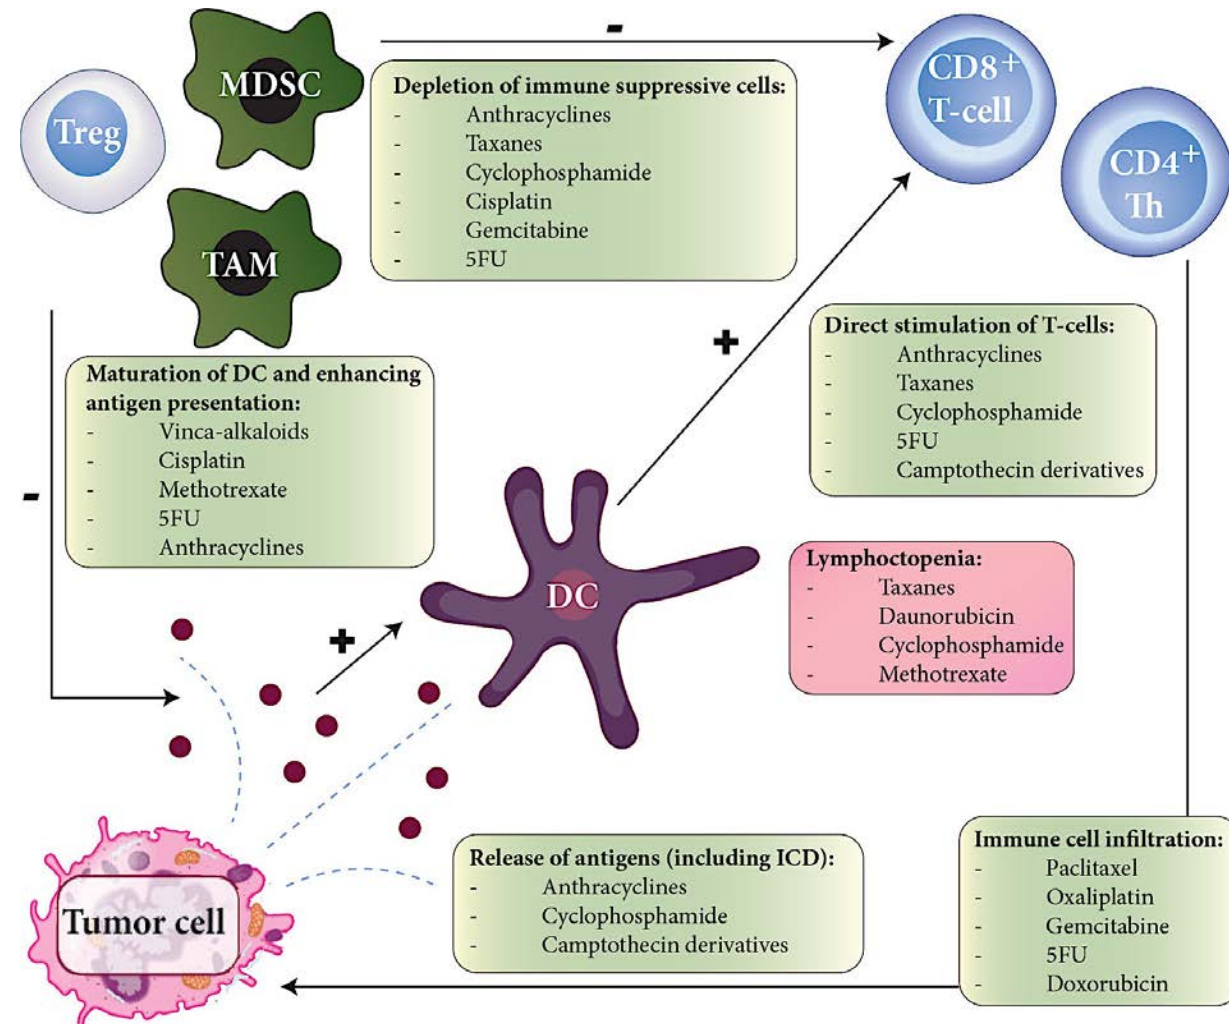 -
MDSC
Treg
TAM
Depletion of immune suppressive cells:
- Anthracyclines
- Taxanes
- Cyclophosphamide
- Cisplatin
- Gemcitabine
- 5FU
CD8+
T-cell
CD4+
Th
+
Direct stimulation of T-cells:
- Anthracyclines
- Taxanes
- Cyclophosphamide
- 5FU
- Camptothecin derivatives
Maturation of DC and enhancing
antigen presentation:
- Vinca-alkaloids
- Cisplatin
- Methotrexate
- 5FU
- Anthracyclines
-
+
DC
Lymphoctopenia:
- Taxanes
- Daunorubicin
- Cyclophosphamide
- Methotrexate
Tumor cell
Release of antigens (including ICD):
- Anthracyclines
- Cyclophosphamide
- Camptothecin derivatives
Immune cell infiltration:
- Paclitaxel
- Oxaliplatin
- Gemcitabine
- 5FU
- Doxorubicin